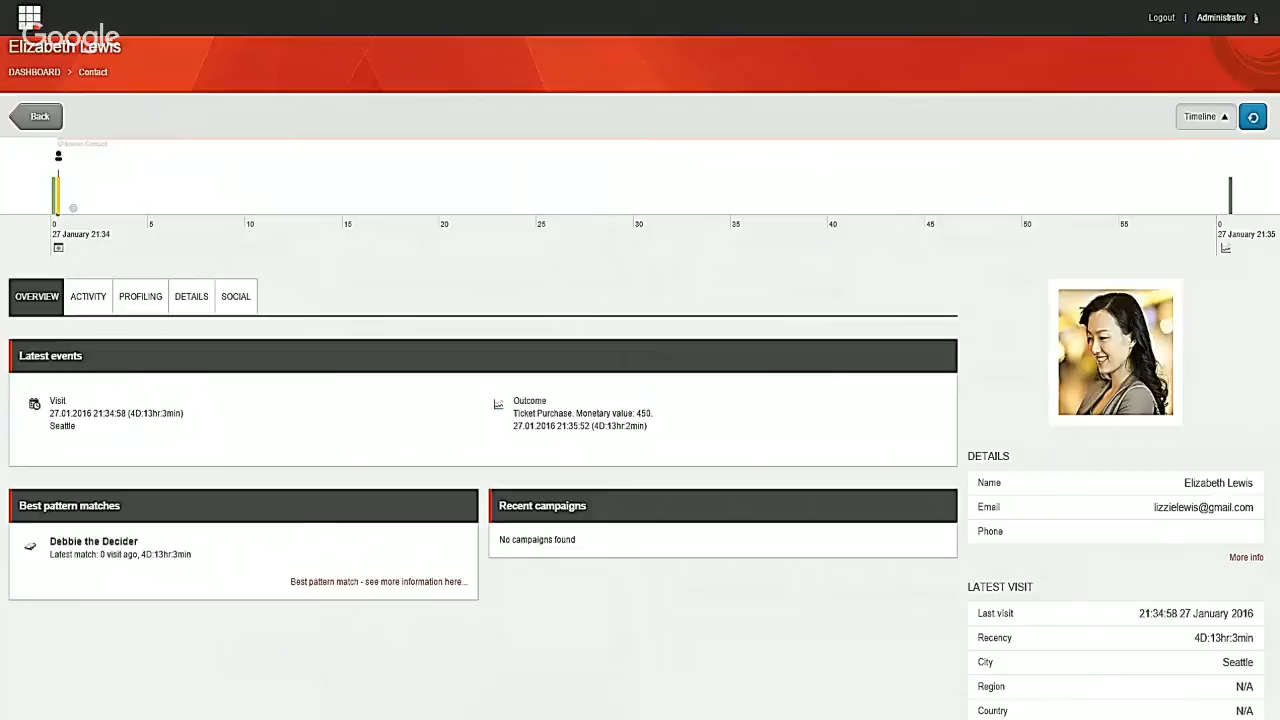 Logout | Administrator
Google
Elizabeth Lewis
DASHBOARD > Contact
Back
Timeline ▲
Unknown Contact
0 5 10 15 20 25 30 35 40 45 50 55 0
27 January 21:34 27 January 21:35
OVERVIEW ACTIVITY PROFILING DETAILS SOCIAL
Latest events
Visit
27.01.2016 21:34:58 (4D:13hr:3min)
Seattle
Outcome
Ticket Purchase. Monetary value: 450.
27.01.2016 21:35:52 (4D:13hr:2min)
Best pattern matches
Debbie the Decider
Latest match: 0 visit ago, 4D:13hr:3min
Best pattern match - see more information here...
Recent campaigns
No campaigns found
DETAILS
Name Elizabeth Lewis
Email lizzielewis@gmail.com
Phone
More info
LATEST VISIT
Last visit 21:34:58 27 January 2016
Recency 4D:13hr:3min
City Seattle
Region N/A
Country N/A